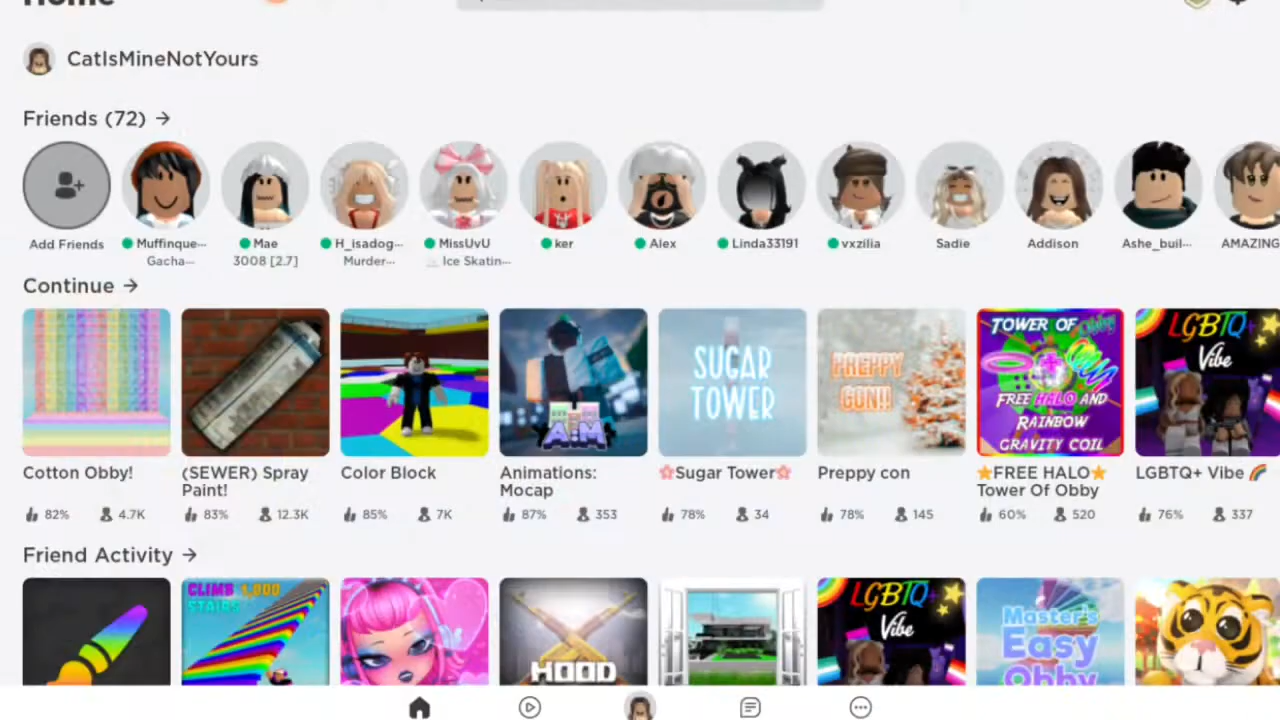 Home
CatIsMineNotYours
Friends (72) →
Add Friends
Muffinque...
Gacha...
Mae
3008 [2.7]
H_isadog...
Murder...
MissUvU
Ice Skatin...
ker
Alex
Linda33191
vxzilia
Sadie
Addison
Ashe_buil...
AMAZING
Continue →
SUGAR
TOWER
PREPPY
CON!!
TOWER OF Obby
FREE HALO AND
RAINBOW
GRAVITY COIL
LGBTQ+
Vibe
Cotton Obby!
82% 4.7K
(SEWER) Spray
Paint!
83% 12.3K
Color Block
85% 7K
Animations:
Mocap
87% 353
🌸Sugar Tower🌸
78% 34
Preppy con
78% 145
⭐FREE HALO⭐
Tower Of Obby
60% 520
LGBTQ+ Vibe 🌈
76% 337
Friend Activity →
CLIMB 1,000
STAIRS
HOOD
LGBTQ+
Vibe
Master's
Easy
Obby